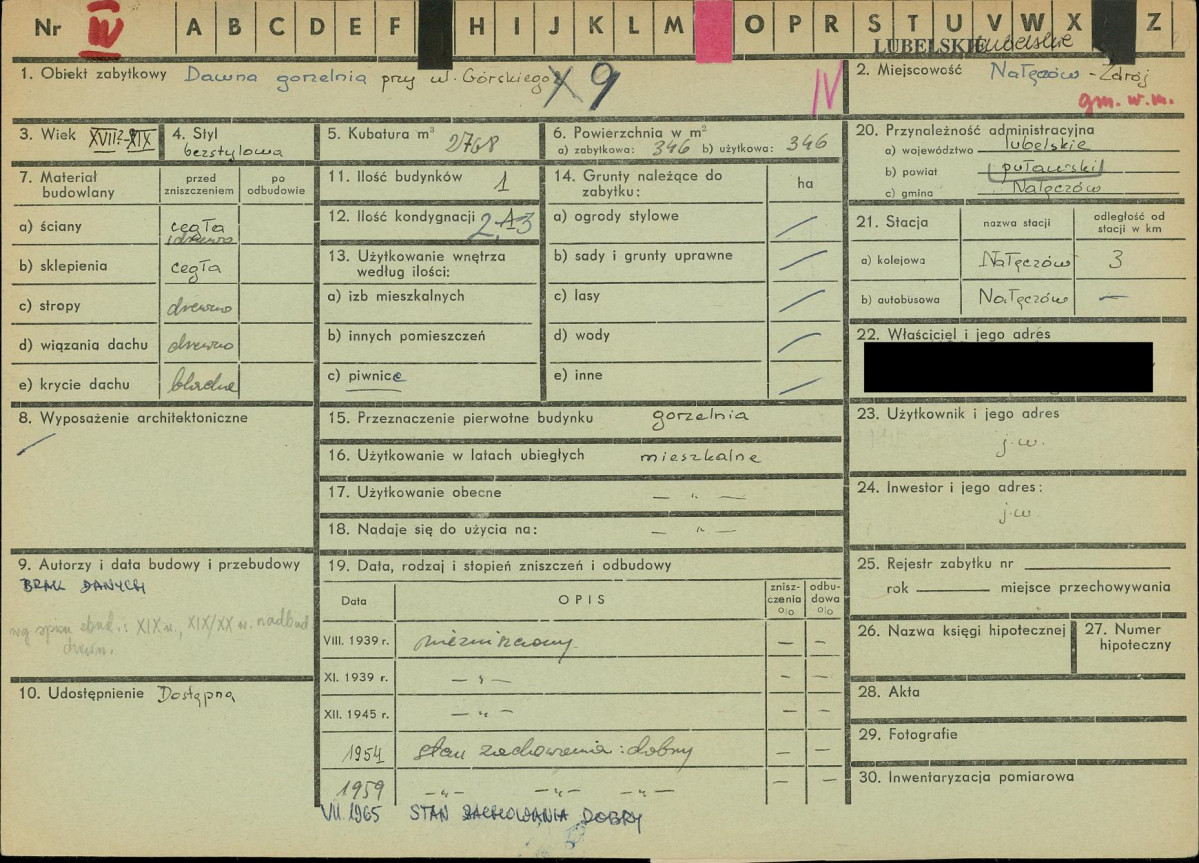 Nr IV A B C D E F H I J K L M O P R S T U V W X Z
LUBELSKIE lubelskie
1. Obiekt zabytkowy Dawna gorzelnia przy ul. Górskiego X 9 IV
2. Miejscowość Nałęczów-Zdrój
gm. w.m.
3. Wiek XVII?-XIX
4. Styl
bezstylowa
5. Kubatura m³ 2768
6. Powierzchnia w m²
a) zabytkowa: 346 b) użytkowa: 346
7. Materiał budowlany
przed zniszczeniem
po odbudowie
a) ściany cegła i drewno
b) sklepienia cegła
c) stropy drewno
d) wiązania dachu drewno
e) krycie dachu blacha
8. Wyposażenie architektoniczne
9. Autorzy i data budowy i przebudowy
BRAK DANYCH
XIX w., XIX/XX w. nadbud.
drewn.
10. Udostępnienie Dostępna
11. Ilość budynków 1
12. Ilość kondygnacji 2,
13. Użytkowanie wnętrza
według ilości:
a) izb mieszkalnych
b) innych pomieszczeń
c) piwnice
14. Grunty należące do
zabytku:
ha
a) ogrody stylowe
b) sady i grunty uprawne
c) lasy
d) wody
e) inne
15. Przeznaczenie pierwotne budynku gorzelnia
16. Użytkowanie w latach ubiegłych mieszkalne
17. Użytkowanie obecne — „ —
18. Nadaje się do użycia na: — „ —
19. Data, rodzaj i stopień zniszczeń i odbudowy
Data OPIS zniszczenia % odbudowa %
VIII. 1939 r. niezniszczony — —
XI. 1939 r. — „ — — —
XII. 1945 r. — „ — — —
1954 stan zachowania: dobry — —
1959 — „ — — „ — — „ — — —
VII. 1965 STAN ZACHOWANIA DOBRY
20. Przynależność administracyjna
a) województwo lubelskie
b) powiat puławski
c) gmina Nałęczów
21. Stacja nazwa stacji odległość od stacji w km
a) kolejowa Nałęczów 3
b) autobusowa Nałęczów —
22. Właściciel i jego adres
23. Użytkownik i jego adres
j.w.
24. Inwestor i jego adres:
j.w
25. Rejestr zabytku nr
rok miejsce przechowywania
26. Nazwa księgi hipotecznej
27. Numer
hipoteczny
28. Akta
29. Fotografie
30. Inwentaryzacja pomiarowa